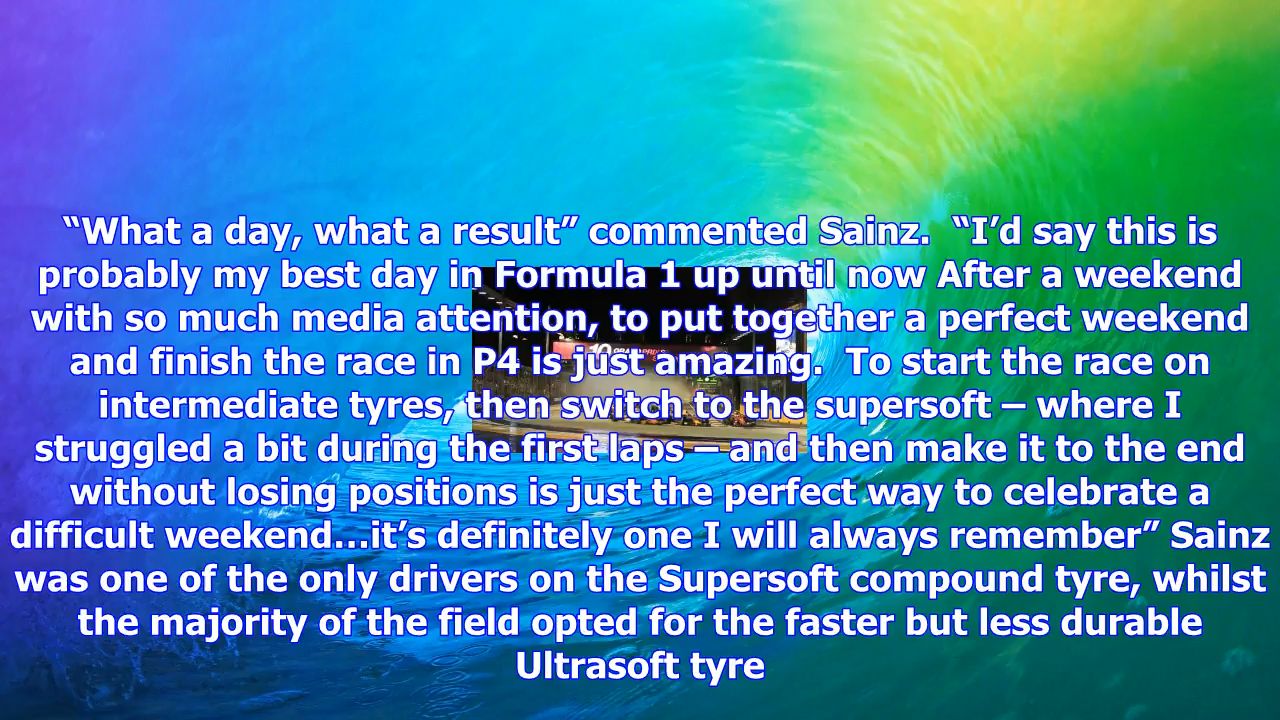 “What a day, what a result” commented Sainz.  “I’d say this is
probably my best day in Formula 1 up until now After a weekend
with so much media attention, to put together a perfect weekend
and finish the race in P4 is just amazing.  To start the race on
intermediate tyres, then switch to the supersoft – where I
struggled a bit during the first laps – and then make it to the end
without losing positions is just the perfect way to celebrate a
difficult weekend…it’s definitely one I will always remember” Sainz
was one of the only drivers on the Supersoft compound tyre, whilst
the majority of the field opted for the faster but less durable
Ultrasoft tyre